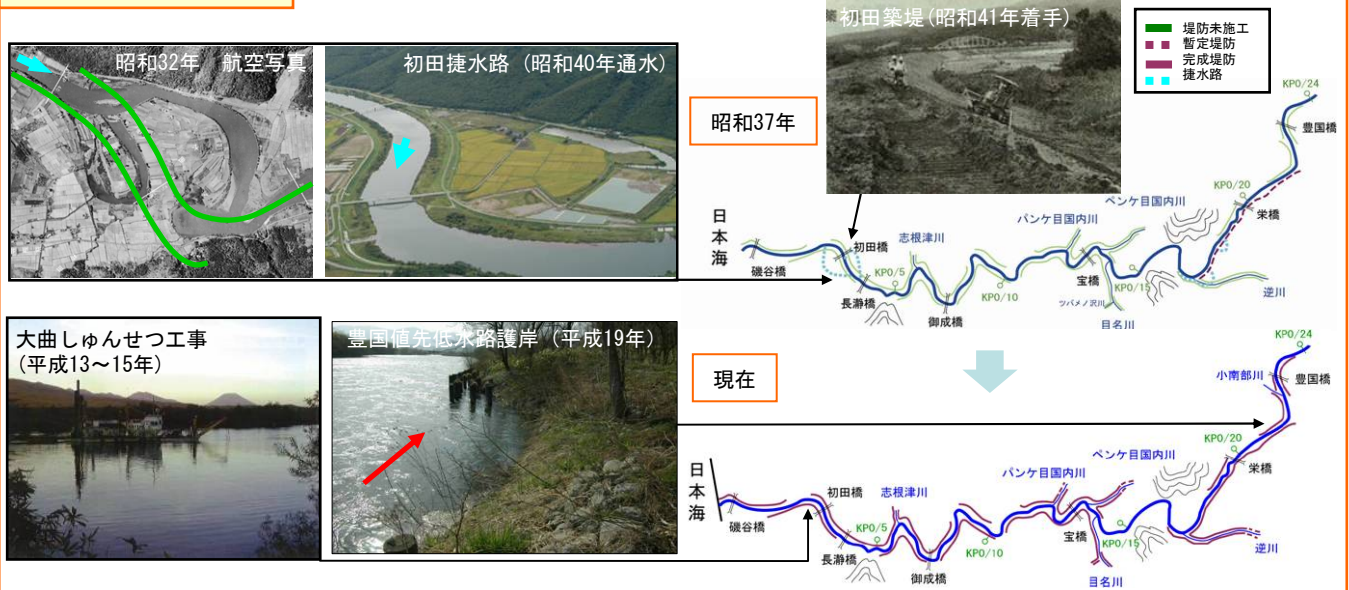 昭和32年　航空写真
初田捷水路（昭和40年通水）
初田築堤(昭和41年着手)
堤防未施工
暫定堤防
完成堤防
捷水路
昭和37年
KP0/24
豊国橋
KP0/20
栄橋
ペンケ目国内川
パンケ目国内川
日本海
初田橋
志根津川
磯谷橋
KP0/5
長瀞橋
KP0/10
御成橋
宝橋
KP0/15
ツバメノ沢川
目名川
逆川
大曲しゅんせつ工事
(平成13～15年)
豊国値先低水路護岸（平成19年）
現在
KP0/24
小南部川
豊国橋
KP0/20
栄橋
ペンケ目国内川
パンケ目国内川
日本海
初田橋
志根津川
磯谷橋
KP0/5
長瀞橋
KP0/10
御成橋
宝橋
KP0/15
目名川
逆川